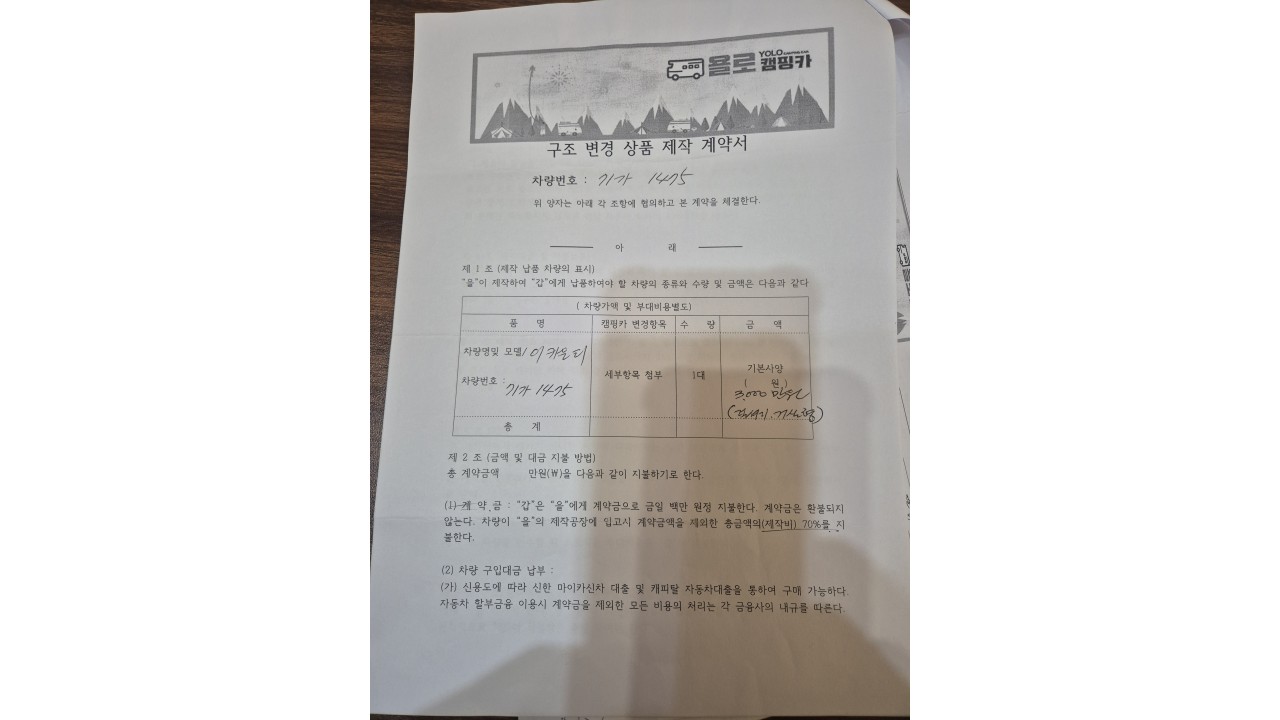 YOLO CAMPING CAR
욜로 캠핑카
구조 변경 상품 제작 계약서
차량번호 : 기가 1475
위 양자는 아래 각 조항에 협의하고 본 계약을 체결한다.
아 래
제 1 조 (제작 납품 차량의 표시)
"을"이 제작하여 "갑"에게 납품하여야 할 차량의 종류와 수량 및 금액은 다음과 같다
( 차량가액 및 부대비용별도)
품 명 캠핑카 변경항목 수 량 금 액
차량명및 모델/ 이카운티
차량번호 : 기가 1475
세부항목 첨부
1대
기본사양
( 원 )
3,000 만원
총 계
제 2 조 (금액 및 대금 지불 방법)
총 계약금액 만원(₩)을 다음과 같이 지불하기로 한다.
(1) 계 약 금 : "갑"은 "을"에게 계약금으로 금일 백만 원정 지불한다. 계약금은 환불되지
않는다. 차량이 "을"의 제작공장에 입고시 계약금액을 제외한 총금액의(제작비) 70%를 지
불한다.
(2) 차량 구입대금 납부 :
(가) 신용도에 따라 신한 마이카신차 대출 및 캐피탈 자동차대출을 통하여 구매 가능하다.
자동차 할부금융 이용시 계약금을 제외한 모든 비용의 처리는 각 금융사의 내규를 따른다.